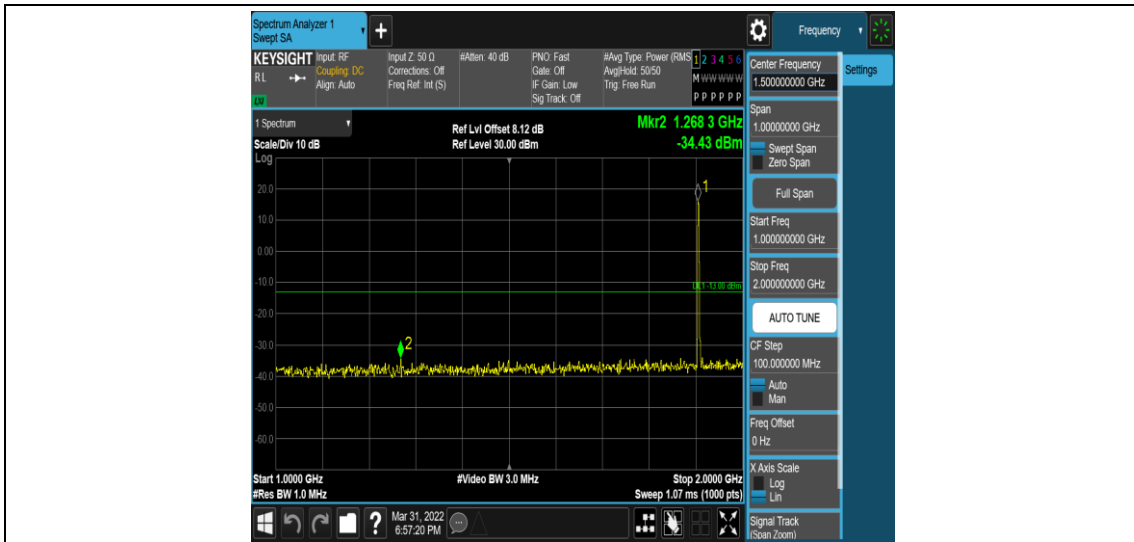 Spectrum Analyzer 1
Swept SA
Frequency
KEYSIGHT
RL
LXI
Input: RF
Coupling: DC
Align: Auto
Input Z: 50 Ω
Corrections: Off
Freq Ref: Int (S)
#Atten: 40 dB
PNO: Fast
Gate: Off
IF Gain: Low
Sig Track: Off
#Avg Type: Power (RMS
Avg|Hold: 50/50
Trig: Free Run
1 2 3 4 5 6
M W W W W W
P P P P P P
1 Spectrum
Scale/Div 10 dB
Ref Lvl Offset 8.12 dB
Ref Level 30.00 dBm
Mkr2 1.268 3 GHz
-34.43 dBm
Log
20.0
10.0
0.00
-10.0
-20.0
-30.0
-40.0
-50.0
-60.0
1
DL1 -13.00 dBm
2
Start 1.0000 GHz
#Res BW 1.0 MHz
#Video BW 3.0 MHz
Stop 2.0000 GHz
Sweep 1.07 ms (1000 pts)
Mar 31, 2022
6:57:20 PM
Center Frequency
1.500000000 GHz
Settings
Span
1.00000000 GHz
Swept Span
Zero Span
Full Span
Start Freq
1.000000000 GHz
Stop Freq
2.000000000 GHz
AUTO TUNE
CF Step
100.000000 MHz
Auto
Man
Freq Offset
0 Hz
X Axis Scale
Log
Lin
Signal Track
(Span Zoom)